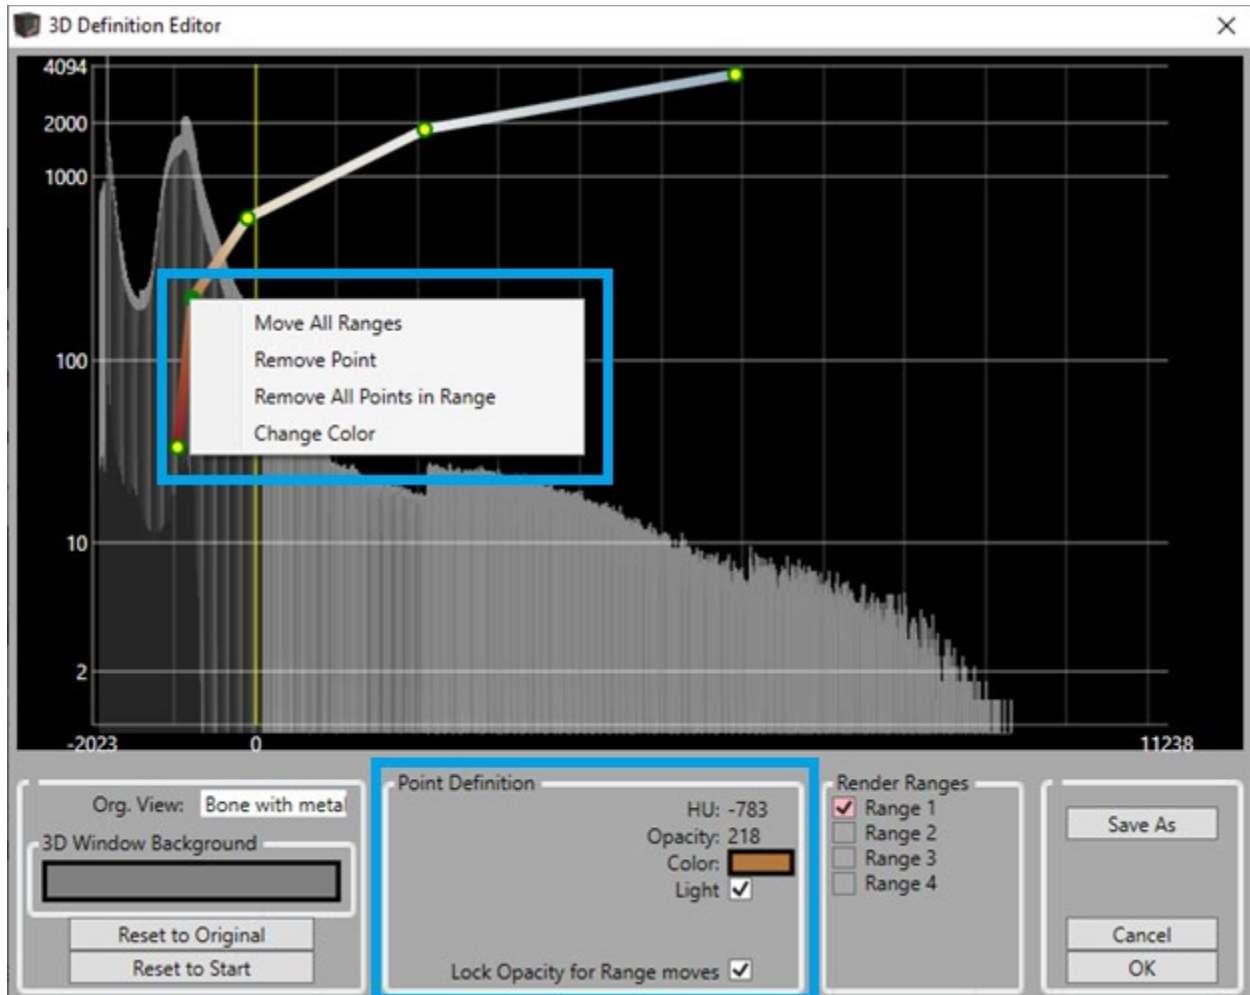 3D Definition Editor
4094
2000
1000
100
10
2
-2023
0
11238
Move All Ranges
Remove Point
Remove All Points in Range
Change Color
Org. View: Bone with metal
3D Window Background
Reset to Original
Reset to Start
Point Definition
HU: -783
Opacity: 218
Color:
Light
Lock Opacity for Range moves
Render Ranges
Range 1
Range 2
Range 3
Range 4
Save As
Cancel
OK